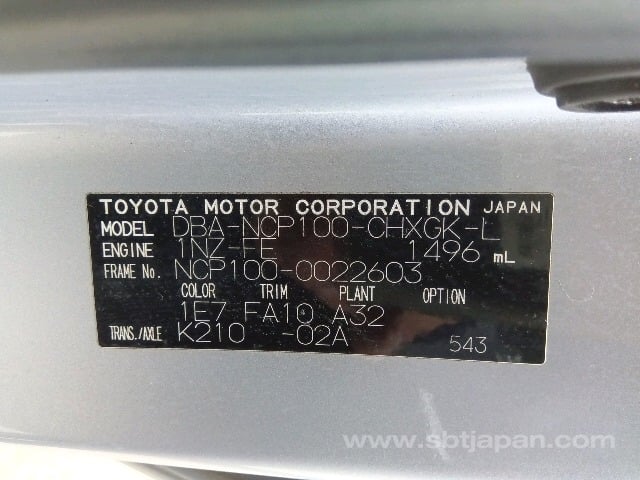 TOYOTA MOTOR CORPORATION JAPAN
MODEL DBA-NCP100-CHXGK-L
ENGINE 1NZ-FE 1496 mL
FRAME No. NCP100-0022603
COLOR TRIM PLANT OPTION
1E7 FA10 A32
TRANS./AXLE K210 -02A
543
www.sbtjapan.com